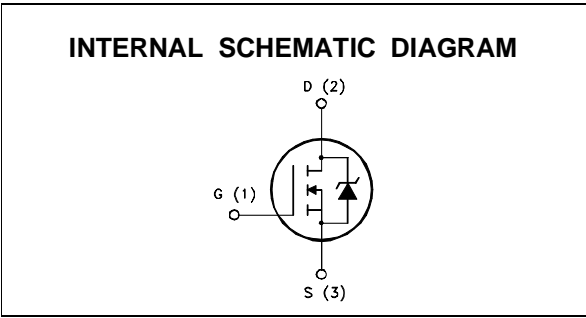 INTERNAL SCHEMATIC DIAGRAM
D (2)
G (1)
S (3)